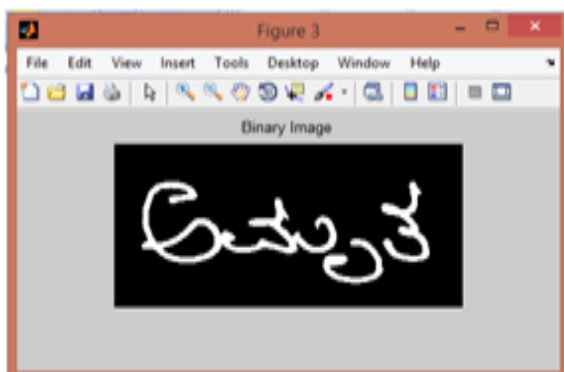 Figure 3
File Edit View Insert Tools Desktop Window Help
Binary Image
ಅಮೃತ